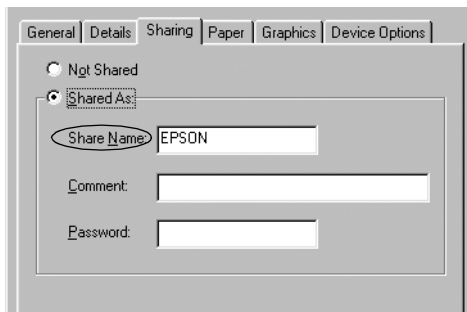 General Details Sharing Paper Graphics Device Options
Not Shared
Shared As:
Share Name: EPSON
Comment:
Password: